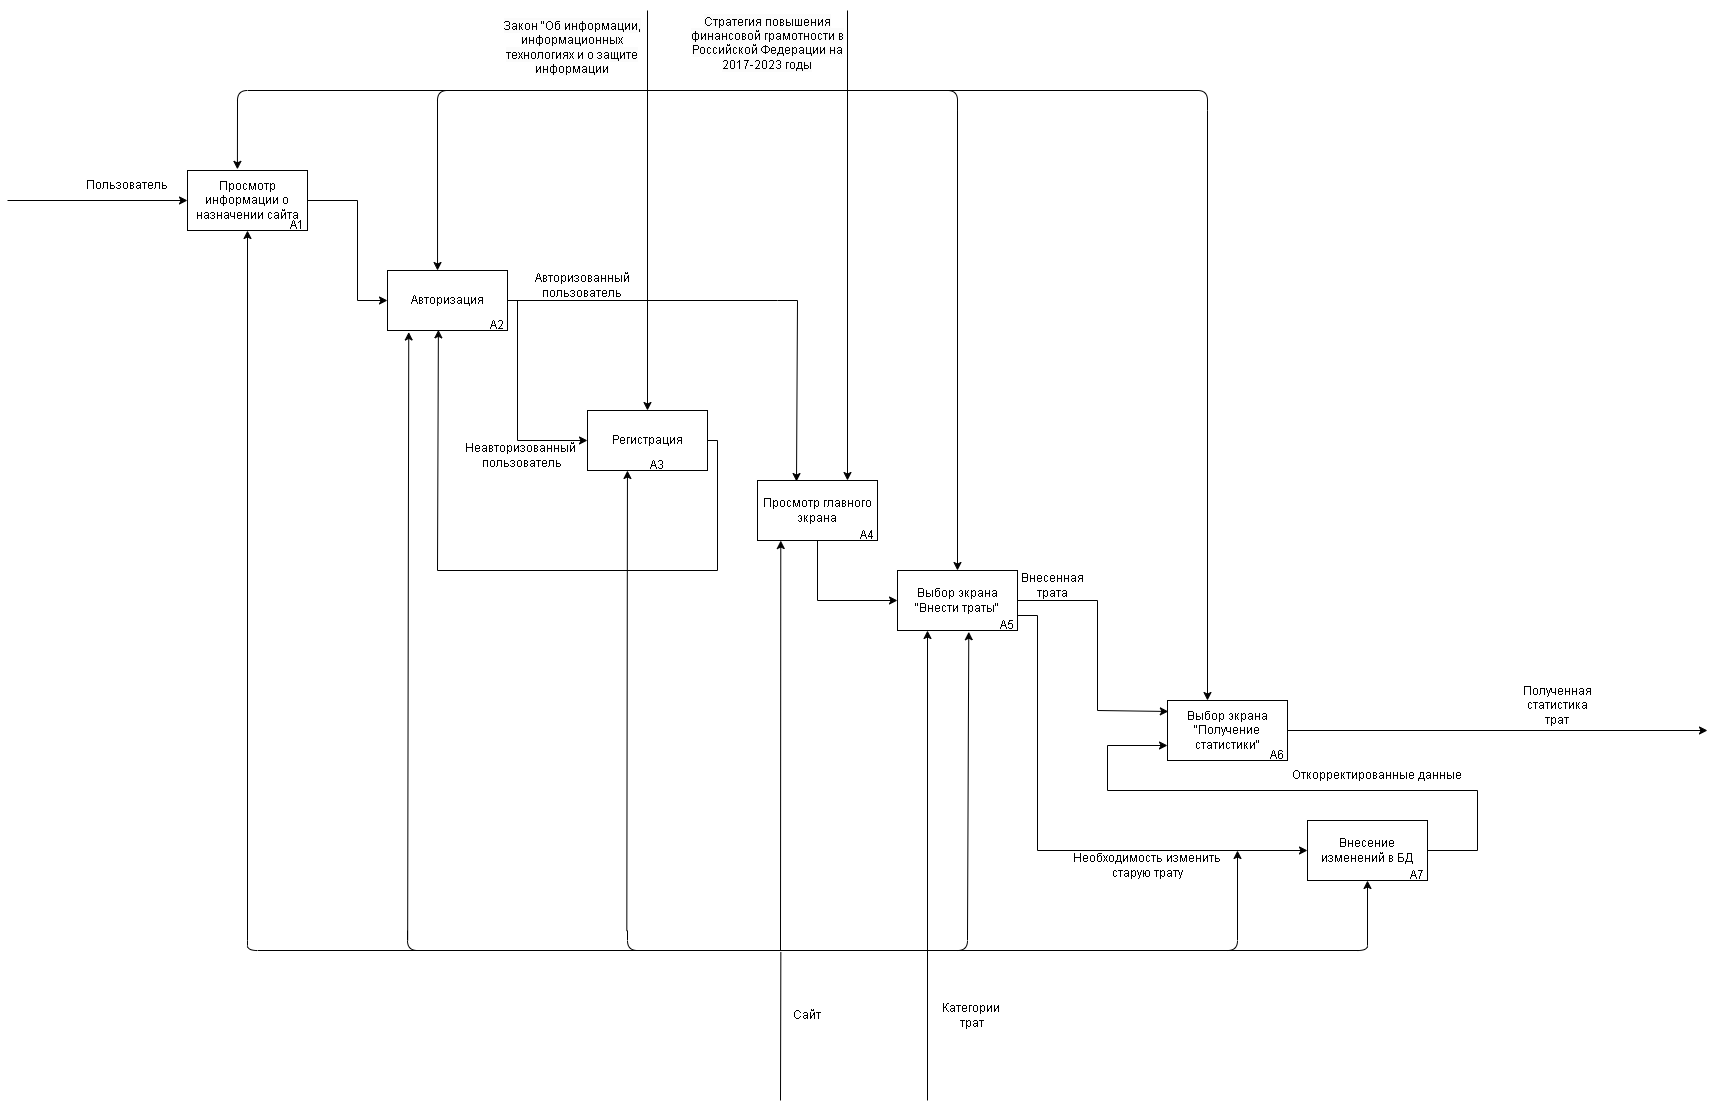 Закон "Об информации,
информационных
технологиях и о защите
информации
Стратегия повышения
финансовой грамотности в
Российской Федерации на
2017-2023 годы
Пользователь
Просмотр
информации о
назначении сайта
A1
Авторизация
A2
Авторизованный
пользователь
Неавторизованный
пользователь
Регистрация
A3
Просмотр главного
экрана
A4
Выбор экрана
"Внести траты"
A5
Внесенная
трата
Выбор экрана
"Получение
статистики"
A6
Полученная
статистика
трат
Откорректированные данные
Необходимость изменить
старую трату
Внесение
изменений в БД
A7
Сайт
Категории
трат